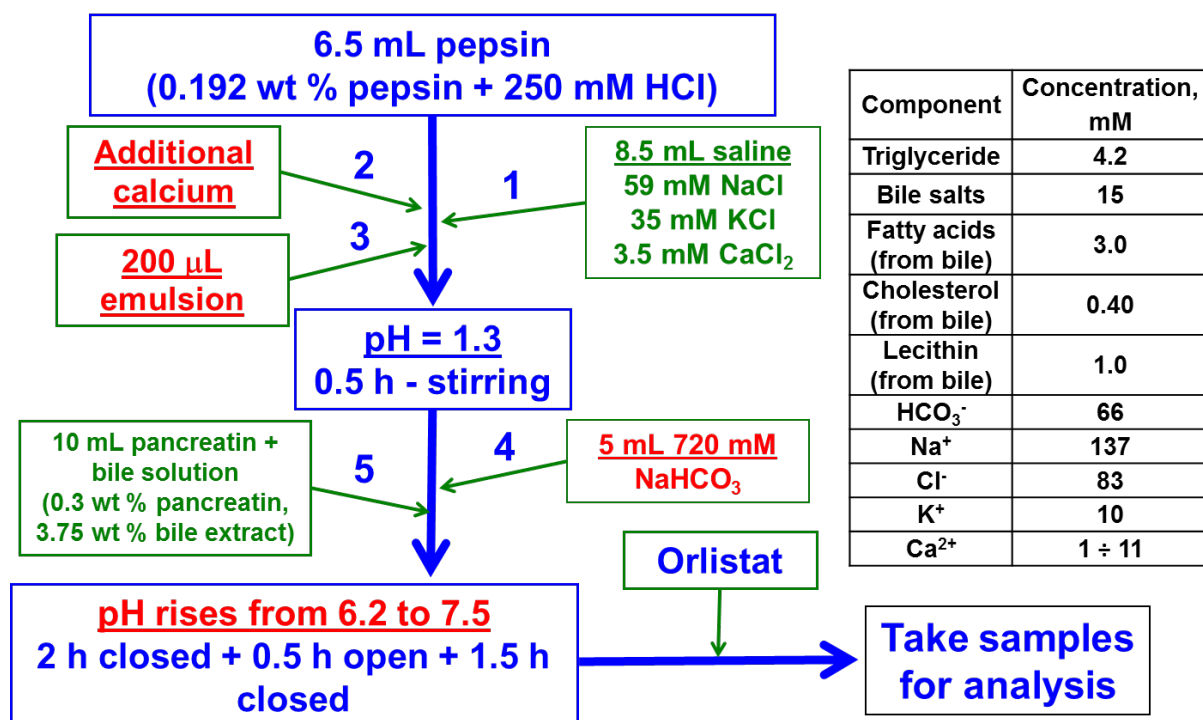 6.5 mL pepsin
(0.192 wt % pepsin + 250 mM HCl)
Additional
calcium
2
1
8.5 mL saline
59 mM NaCl
35 mM KCl
3.5 mM CaCl₂
3
200 μL
emulsion
pH = 1.3
0.5 h - stirring
10 mL pancreatin +
bile solution
(0.3 wt % pancreatin,
3.75 wt % bile extract)
5
4
5 mL 720 mM
NaHCO₃
pH rises from 6.2 to 7.5
2 h closed + 0.5 h open + 1.5 h
closed
Orlistat
Take samples
for analysis
Component Concentration,
mM
Triglyceride 4.2
Bile salts 15
Fatty acids
(from bile) 3.0
Cholesterol
(from bile) 0.40
Lecithin
(from bile) 1.0
HCO₃⁻ 66
Na⁺ 137
Cl⁻ 83
K⁺ 10
Ca²⁺ 1 ÷ 11